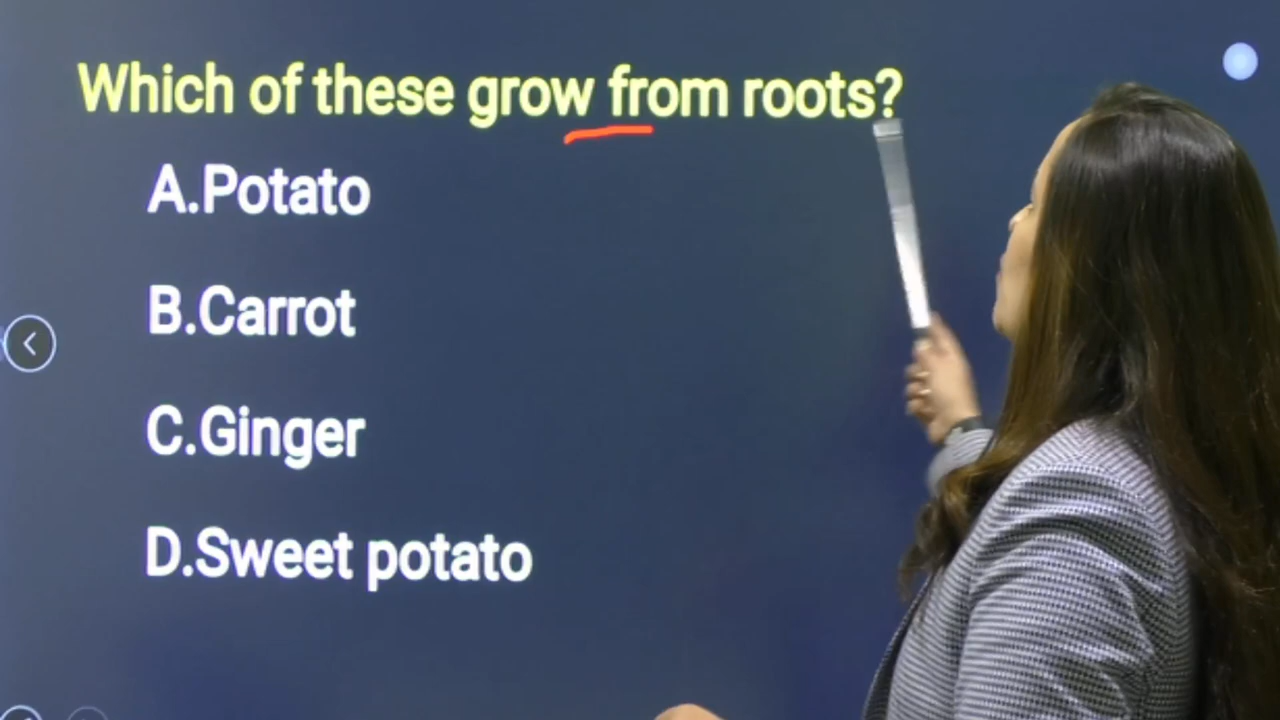 Which of these grow from roots?
A.Potato
B.Carrot
C.Ginger
D.Sweet potato